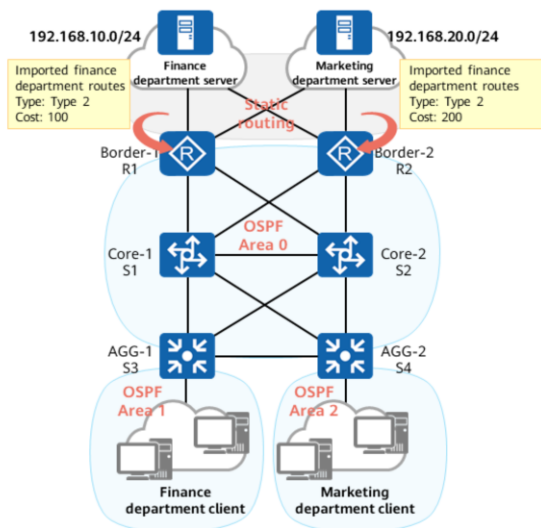 192.168.10.0/24
192.168.20.0/24
Finance
department server
Marketing
department server
Imported finance
department routes
Type: Type 2
Cost: 100
Imported finance
department routes
Type: Type 2
Cost: 200
Static
routing
Border-1
R1
R
R
Border-2
R2
OSPF
Area 0
Core-1
S1
Core-2
S2
AGG-1
S3
AGG-2
S4
OSPF
Area 1
OSPF
Area 2
Finance
department client
Marketing
department client